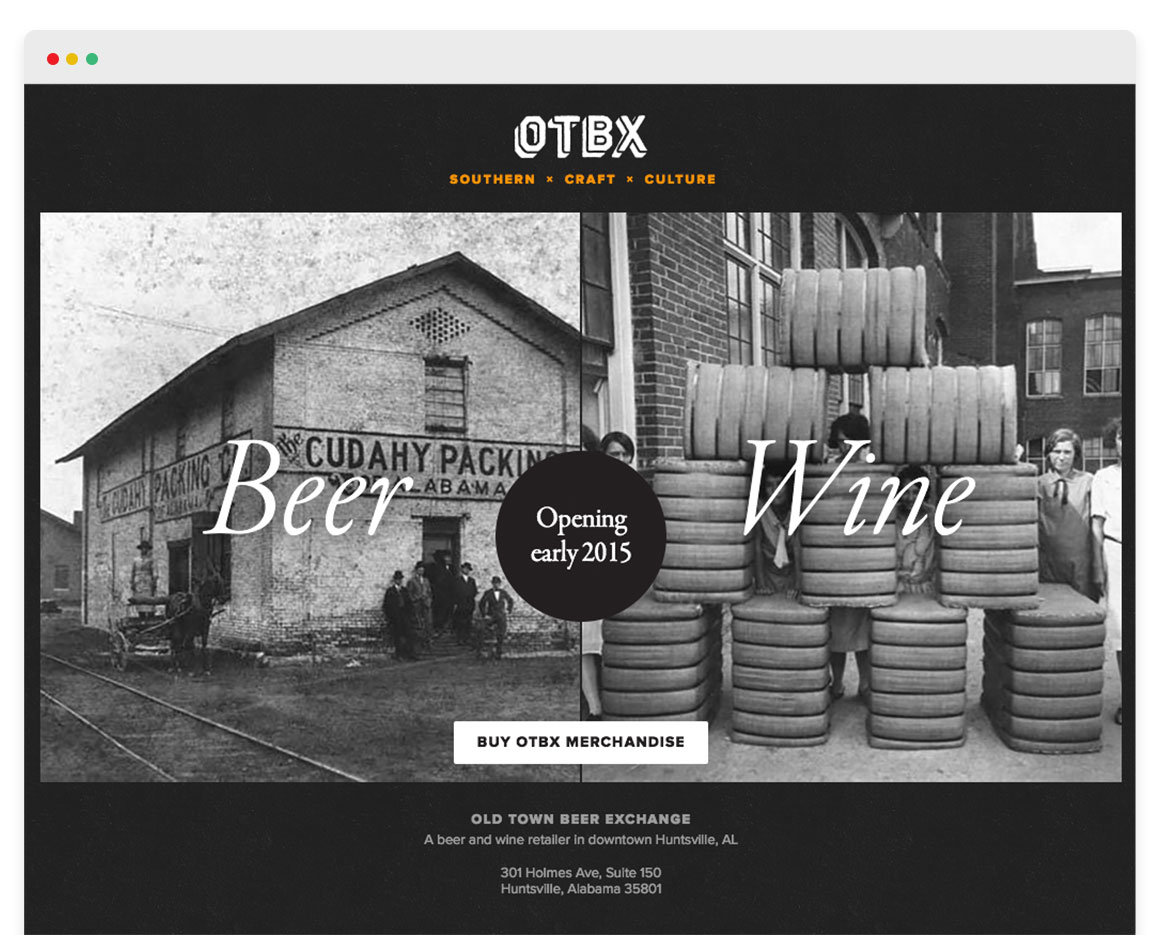 OTBX
SOUTHERN × CRAFT × CULTURE
the CUDAHY PACKING
ALABAMA
The CUDAHY PACKING
Beer
Wine
Opening
early 2015
BUY OTBX MERCHANDISE
OLD TOWN BEER EXCHANGE
A beer and wine retailer in downtown Huntsville, AL
301 Holmes Ave, Suite 150
Huntsville, Alabama 35801